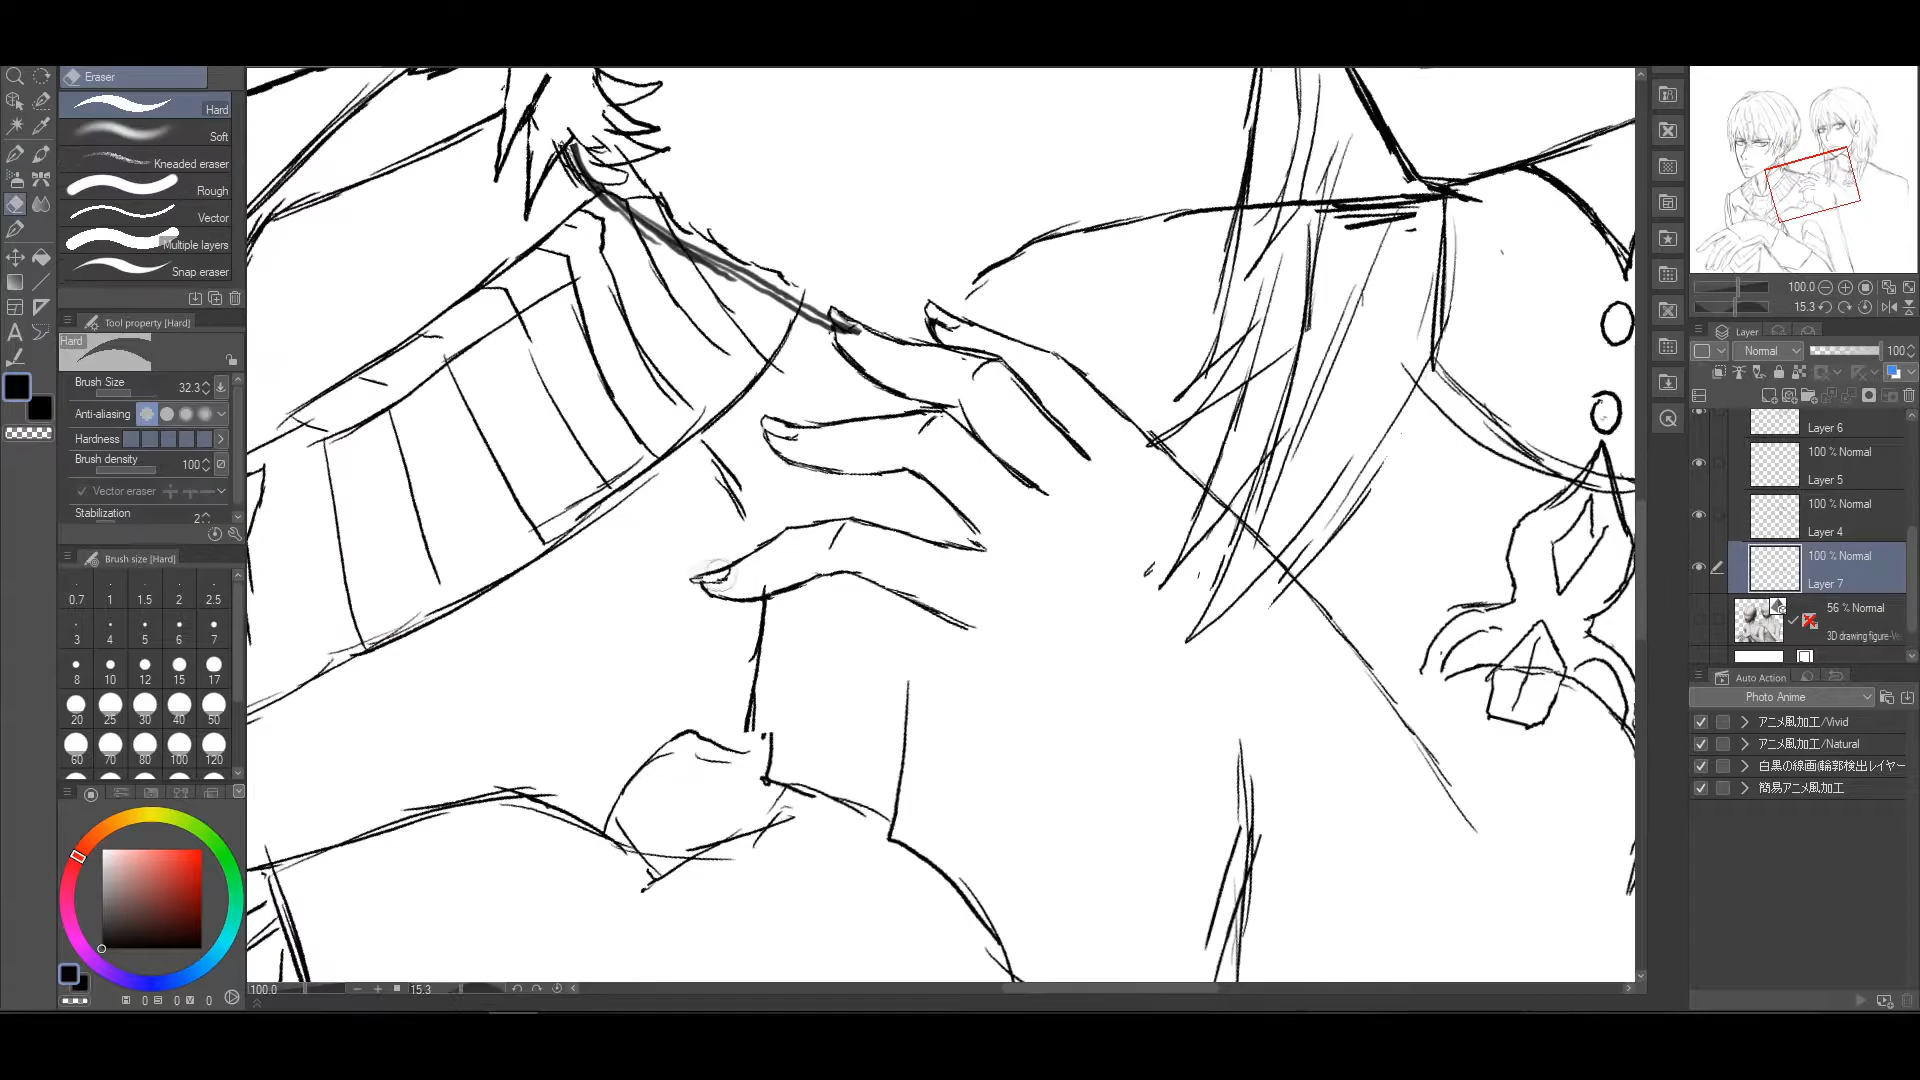 Eraser
Hard
Soft
Kneaded eraser
Rough
Vector
Multiple layers
Snap eraser
Tool property [Hard]
Hard
Brush Size
32.3
Anti-aliasing
Hardness
Brush density
100
Vector eraser
Stabilization
2
Brush size [Hard]
0.7 1 1.5 2 2.5
3 4 5 6 7
8 10 12 15 17
20 25 30 40 50
60 70 80 100 120
0 0 0
100.0
15.3
100.0
15.3
Layer
Normal
100
Layer 6
100 % Normal
Layer 5
100 % Normal
Layer 4
100 % Normal
Layer 7
56 % Normal
Auto Action
Photo Anime
アニメ風加工/Vivid
アニメ風加工/Natural
白黒の線画(輪郭検出レイヤー
簡易アニメ風加工